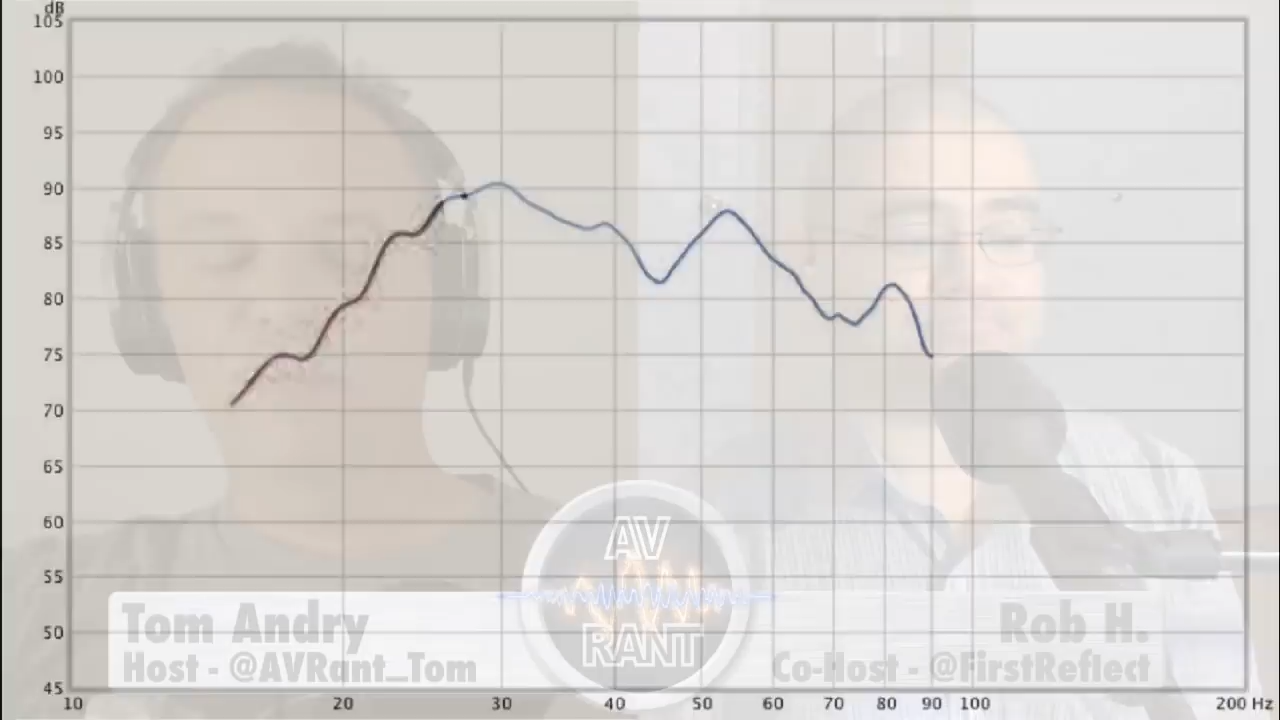 dB
105
100
95
90
85
80
75
70
65
60
55
50
45
10 20 30 40 50 60 70 80 90 100 200 Hz
AV
RANT
Tom Andry
Host - @AVRant_Tom
Rob H.
Co-Host - @FirstReflect